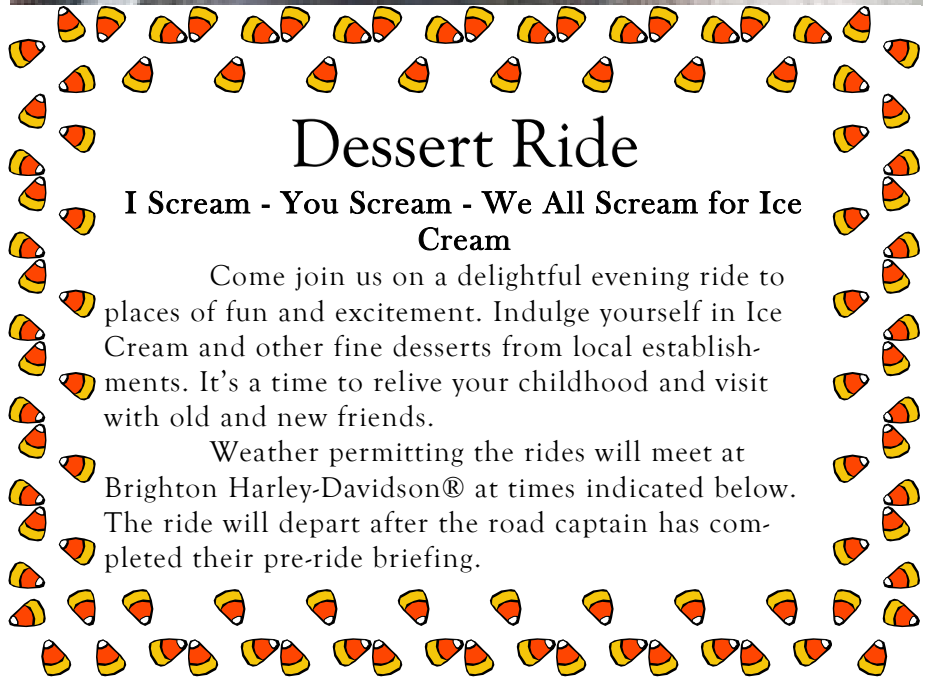 Dessert Ride
I Scream - You Scream - We All Scream for Ice
Cream
Come join us on a delightful evening ride to
places of fun and excitement. Indulge yourself in Ice
Cream and other fine desserts from local establish-
ments. It's a time to relive your childhood and visit
with old and new friends.
Weather permitting the rides will meet at
Brighton Harley-Davidson® at times indicated below.
The ride will depart after the road captain has com-
pleted their pre-ride briefing.